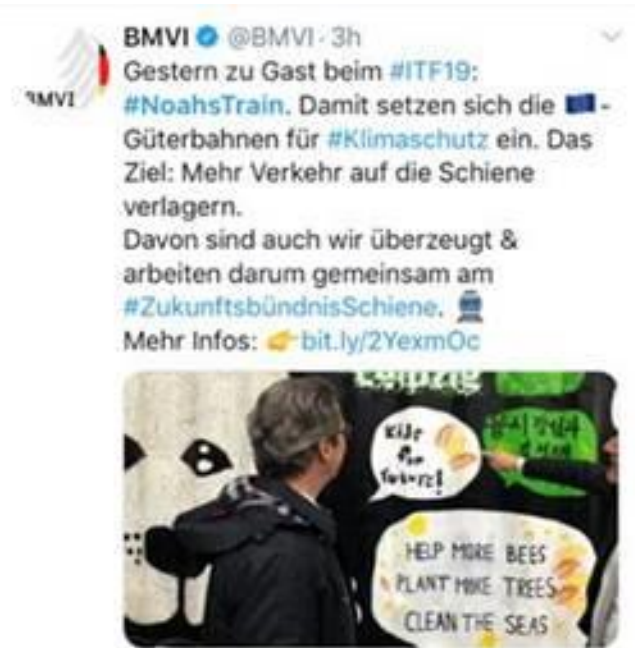 BMVI @BMVI · 3h
Gestern zu Gast beim #ITF19:
#NoahsTrain. Damit setzen sich die 🇪🇺-
Güterbahnen für #Klimaschutz ein. Das
Ziel: Mehr Verkehr auf die Schiene
verlagern.
Davon sind auch wir überzeugt &
arbeiten darum gemeinsam am
#ZukunftsbündnisSchiene. 🚆
Mehr Infos: 👉 bit.ly/2YexmOc
BMVI
Leipzig
Kids
For
future!
HELP MORE BEES
PLANT MORE TREES
CLEAN THE SEAS